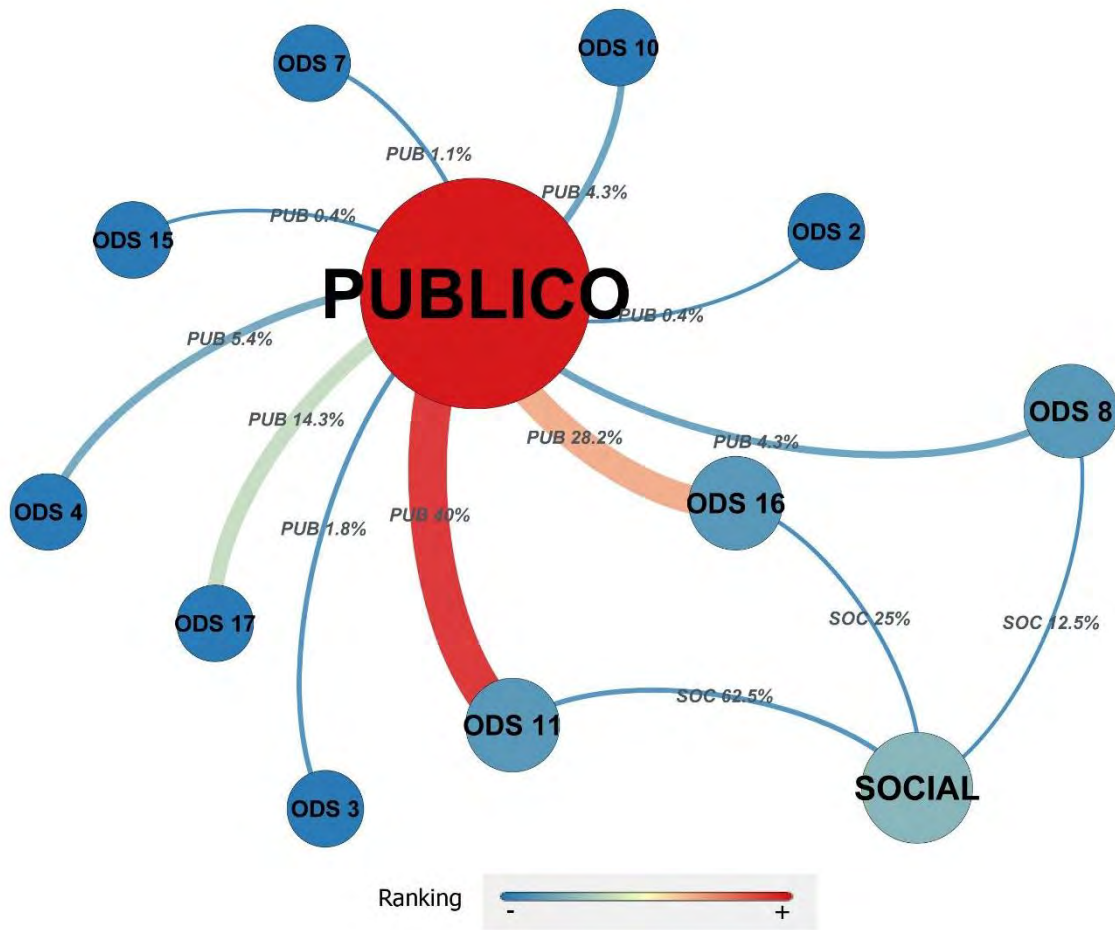 ODS 10
ODS 7
PUB 1.1%
PUB 4.3%
PUB 0.4%
ODS 2
ODS 15
PUBLICO
PUB 0.4%
PUB 5.4%
ODS 8
PUB 14.3%
PUB 28.2%
PUB 4.3%
ODS 16
ODS 4
PUB 40%
PUB 1.8%
ODS 17
SOC 25%
SOC 12.5%
SOC 62.5%
ODS 11
SOCIAL
ODS 3
Ranking
- +